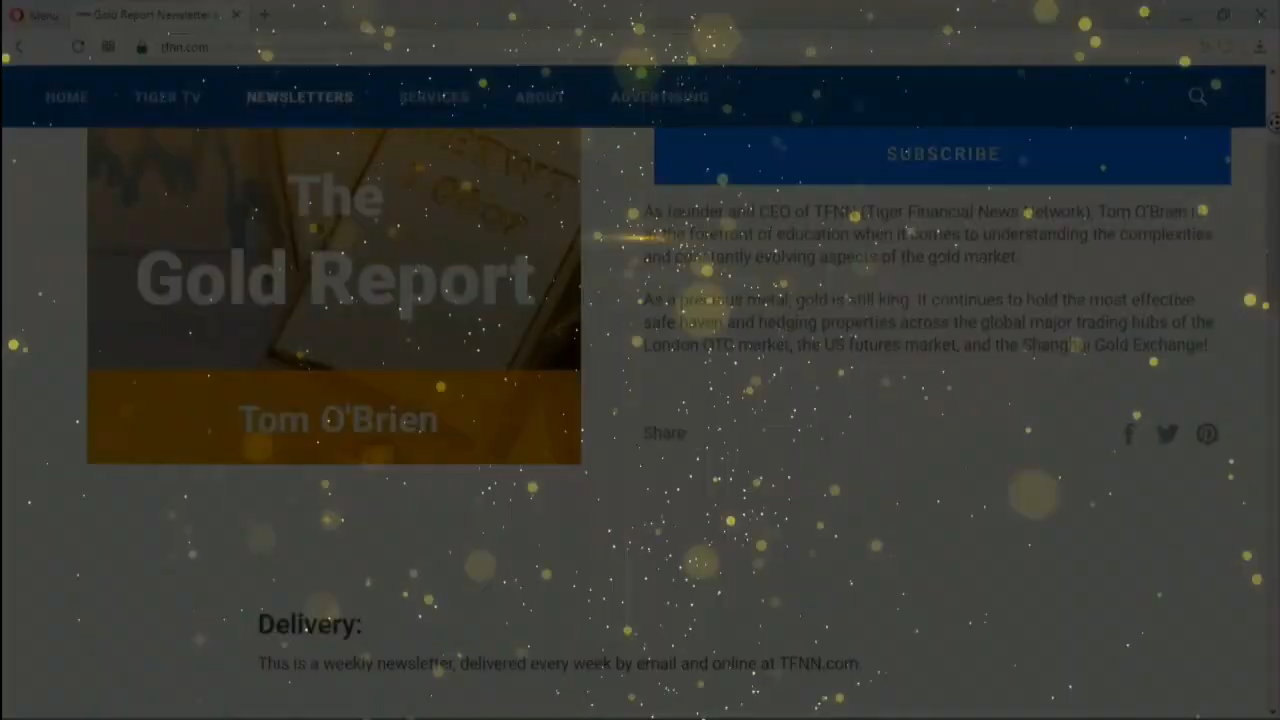 Menu
Gold Report Newsletter
tfnn.com
HOME TIGER TV NEWSLETTERS SERVICES ABOUT ADVERTISING
The
Gold Report
Tom O'Brien
SUBSCRIBE
As founder and CEO of TFNN (Tiger Financial News Network), Tom O'Brien is
at the forefront of education when it comes to understanding the complexities
and constantly evolving aspects of the gold market.
As a precious metal, gold is still king. It continues to hold the most effective
safe haven and hedging properties across the global major trading hubs of the
London OTC market, the US futures market, and the Shanghai Gold Exchange!
Share
Delivery:
This is a weekly newsletter, delivered every week by email and online at TFNN.com